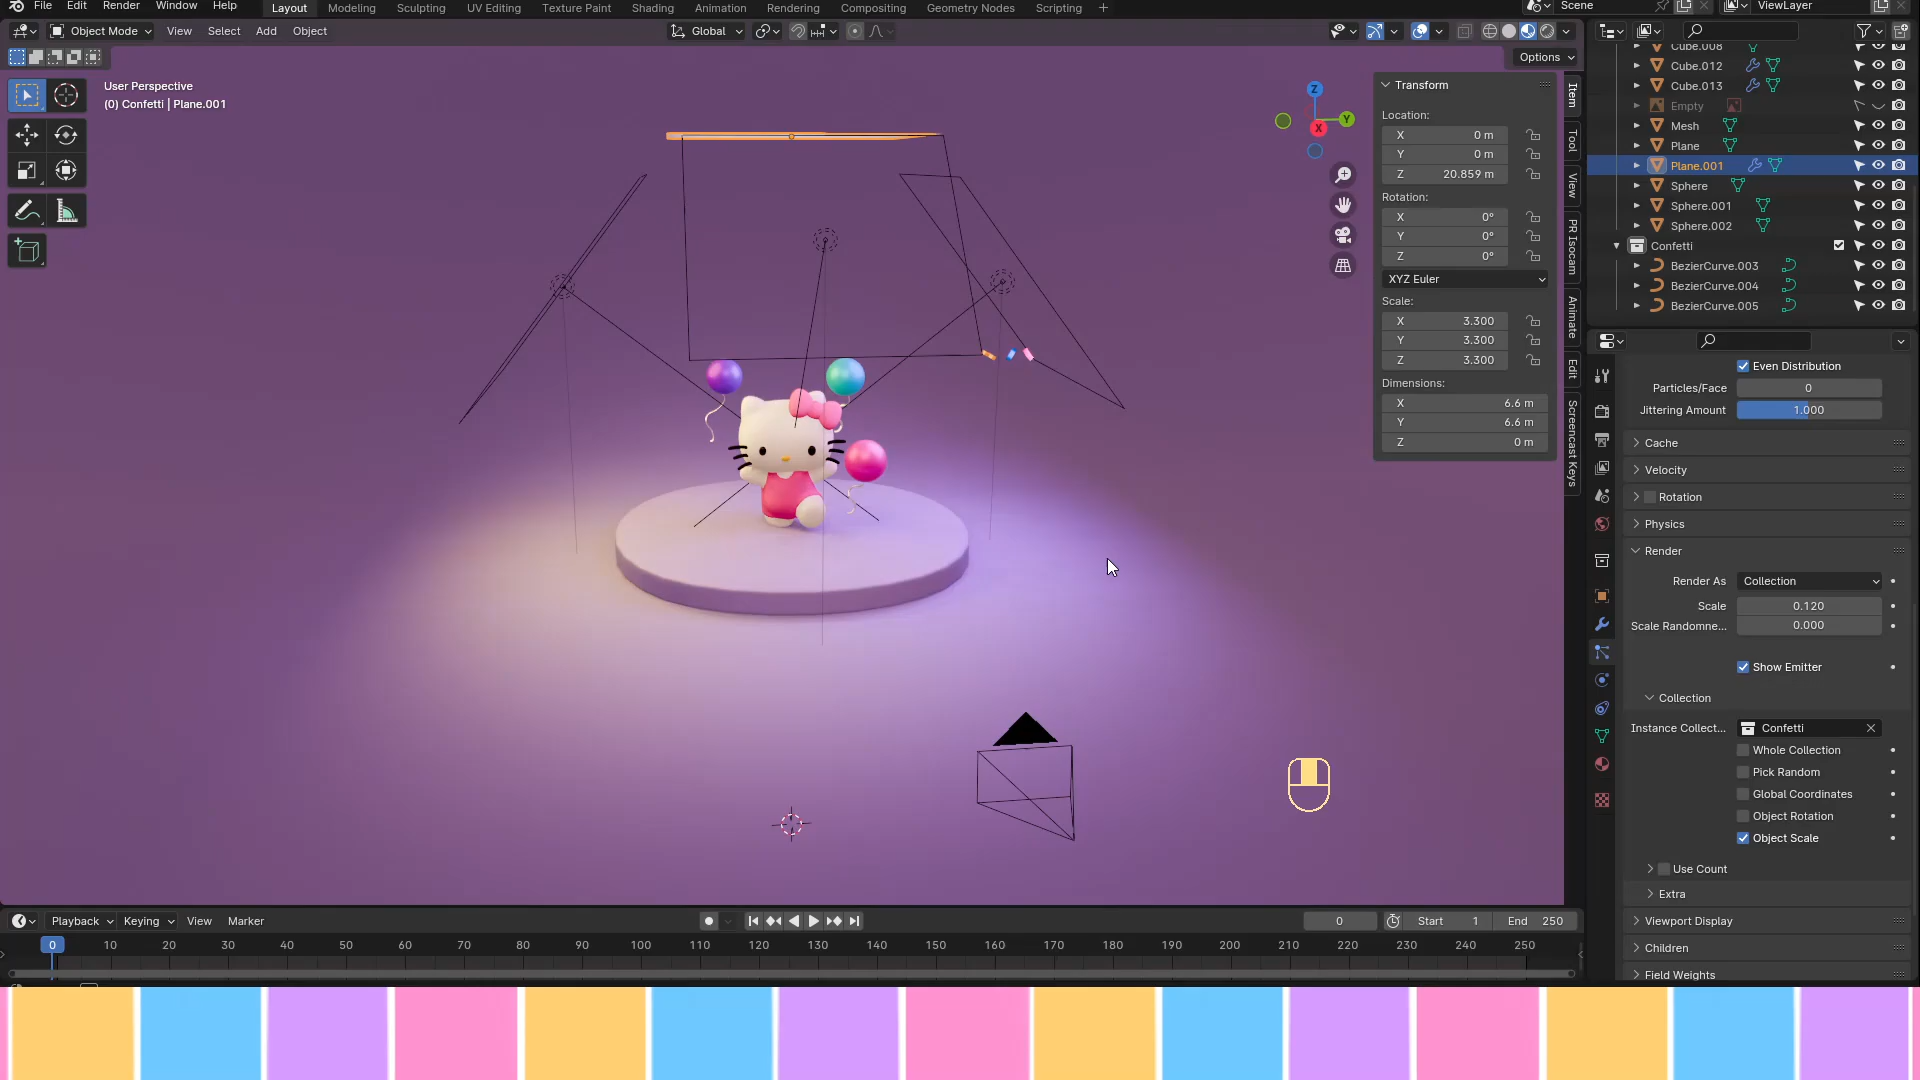 File Edit Render Window Help Layout Modeling Sculpting UV Editing Texture Paint Shading Animation Rendering Compositing Geometry Nodes Scripting + Scene ViewLayer
Object Mode View Select Add Object Global
Options
User Perspective
(0) Confetti | Plane.001
Z
Y
X
Transform
Location:
X 0 m
Y 0 m
Z 20.859 m
Rotation:
X 0°
Y 0°
Z 0°
XYZ Euler
Scale:
X 3.300
Y 3.300
Z 3.300
Dimensions:
X 6.6 m
Y 6.6 m
Z 0 m
Item
Tool
View
PR Isocam
Animate
Edit
Screencast Keys
Cube.008
Cube.012
Cube.013
Empty
Mesh
Plane
Plane.001
Sphere
Sphere.001
Sphere.002
Confetti
BezierCurve.003
BezierCurve.004
BezierCurve.005
Even Distribution
Particles/Face 0
Jittering Amount 1.000
Cache
Velocity
Rotation
Physics
Render
Render As Collection
Scale 0.120
Scale Randomne... 0.000
Show Emitter
Collection
Instance Collect... Confetti
Whole Collection
Pick Random
Global Coordinates
Object Rotation
Object Scale
Use Count
Extra
Viewport Display
Children
Field Weights
Playback Keying View Marker 0 Start 1 End 250
0 10 20 30 40 50 60 70 80 90 100 110 120 130 140 150 160 170 180 190 200 210 220 230 240 250